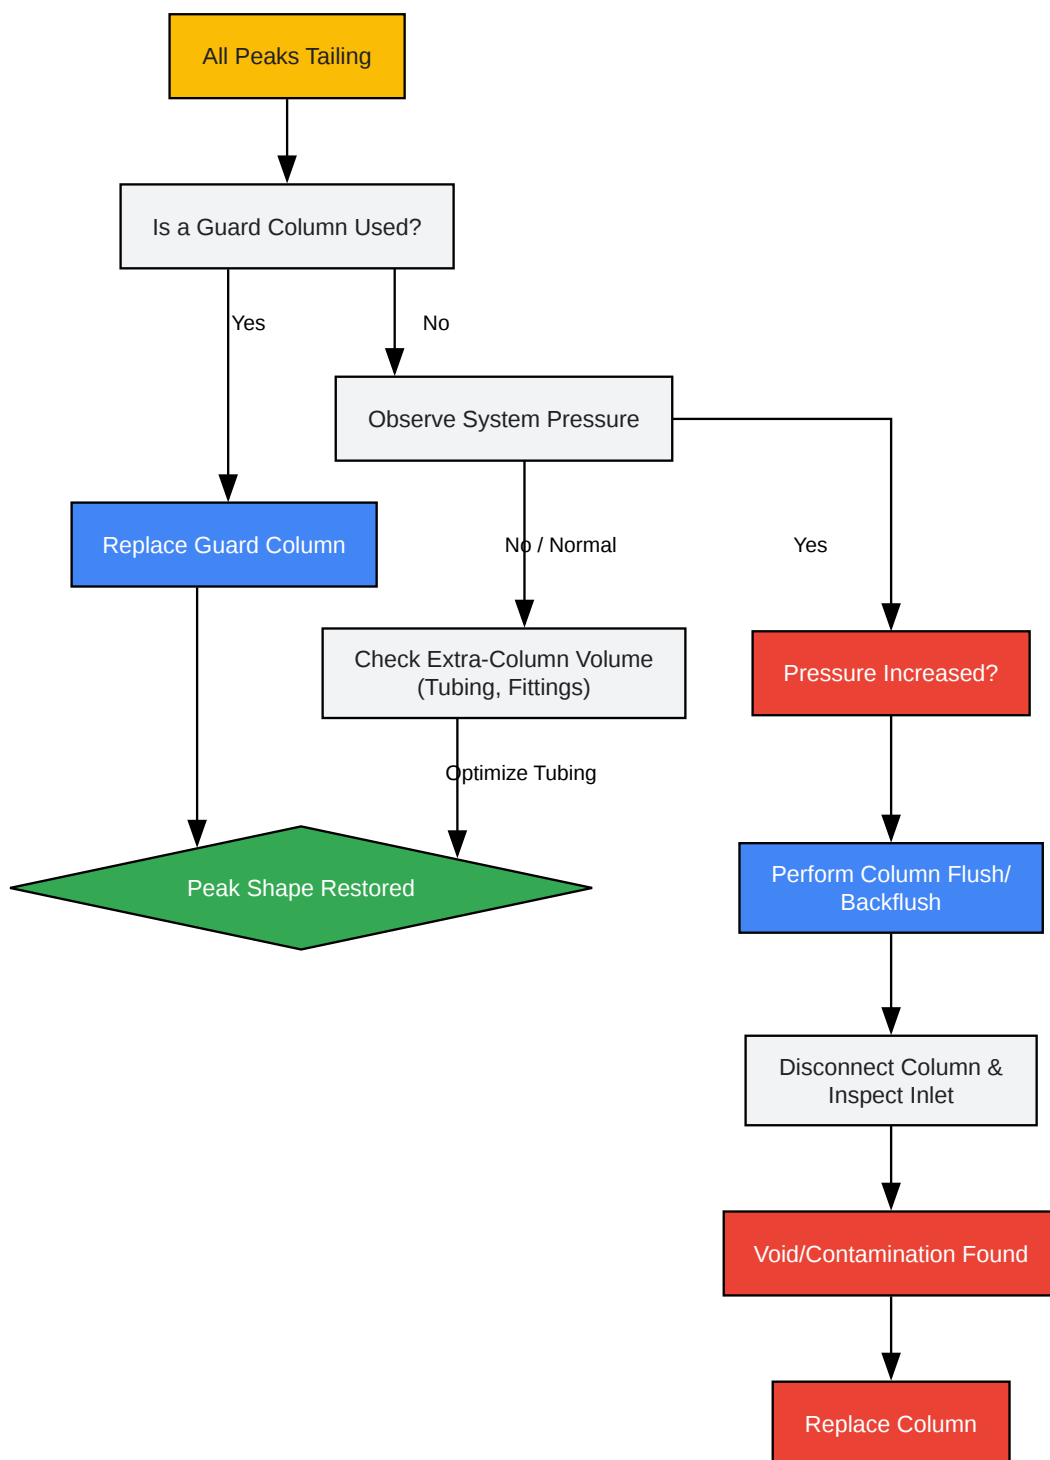 All Peaks Tailing
Is a Guard Column Used?
Yes
No
Observe System Pressure
Replace Guard Column
No / Normal
Yes
Check Extra-Column Volume
(Tubing, Fittings)
Pressure Increased?
Optimize Tubing
Peak Shape Restored
Perform Column Flush/
Backflush
Disconnect Column &
Inspect Inlet
Void/Contamination Found
Replace Column